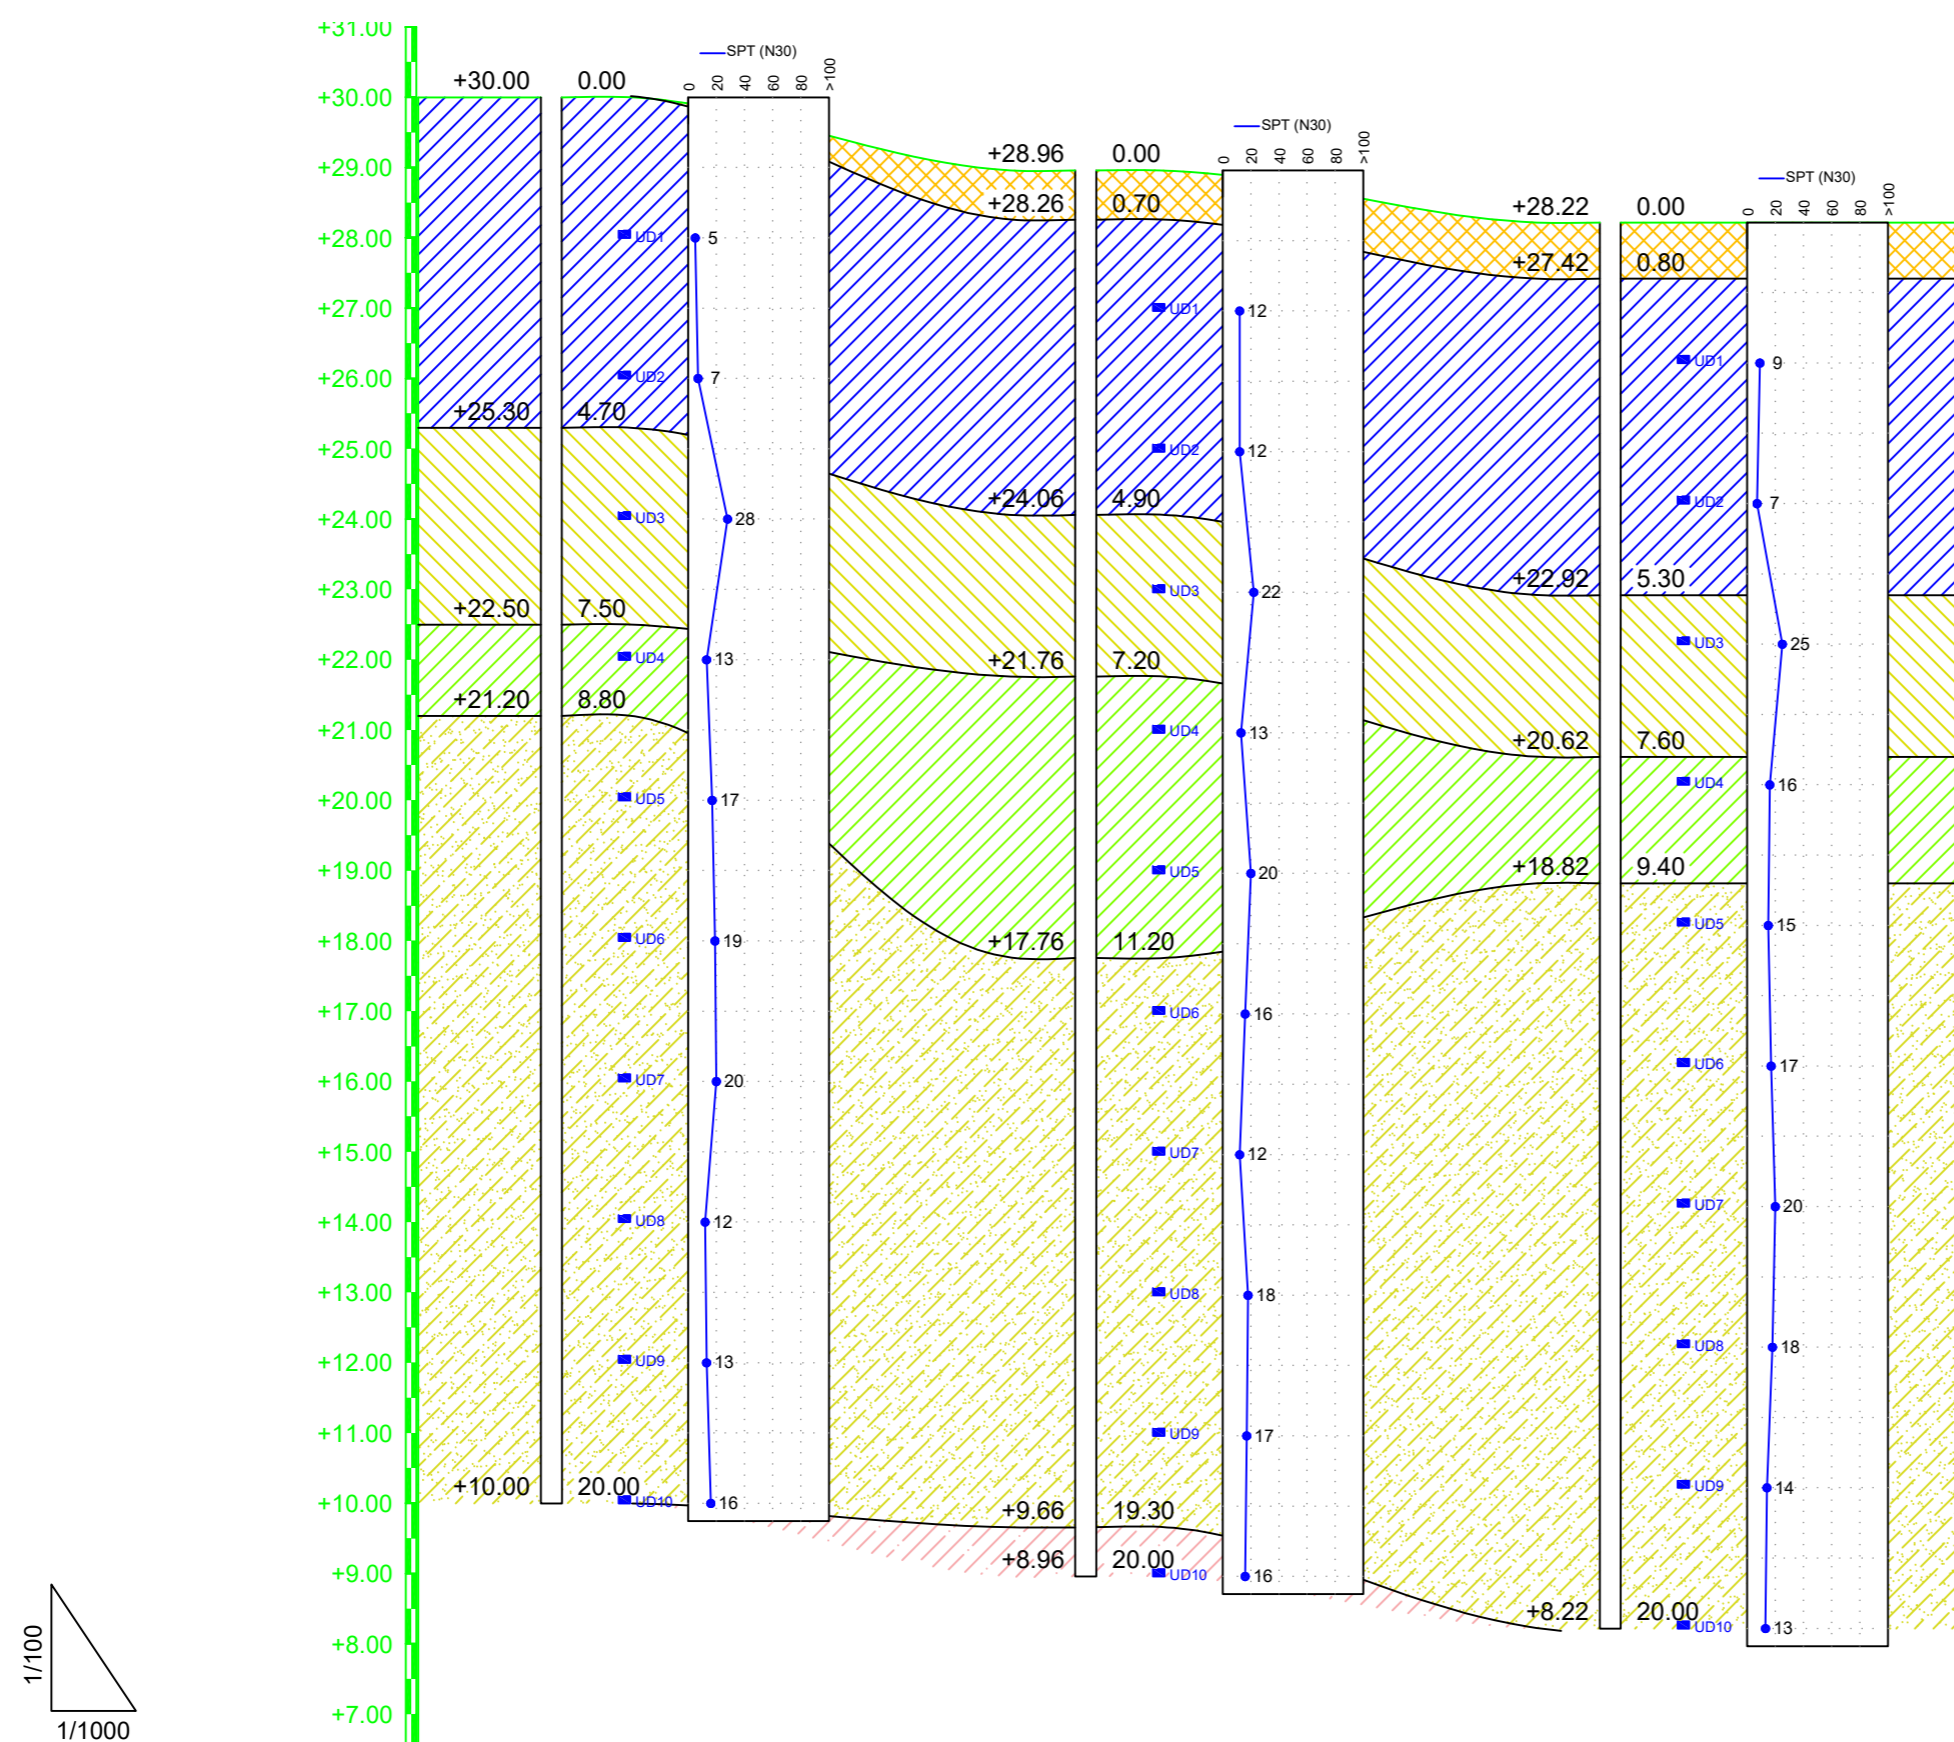 +31.00
+30.00
+29.00
+28.00
+27.00
+26.00
+25.00
+24.00
+23.00
+22.00
+21.00
+20.00
+19.00
+18.00
+17.00
+16.00
+15.00
+14.00
+13.00
+12.00
+11.00
+10.00
+9.00
+8.00
+7.00
1/100
1/1000
+30.00 0.00
+25.30 4.70
+22.50 7.50
+21.20 8.80
+10.00 20.00
UD1
UD2
UD3
UD4
UD5
UD6
UD7
UD8
UD9
UD10
SPT (N30)
0 20 40 60 80 >100
5
7
28
13
17
19
20
12
13
16
+28.96 0.00
+28.26 0.70
+24.06 4.90
+21.76 7.20
+17.76 11.20
+9.66 19.30
+8.96 20.00
UD1
UD2
UD3
UD4
UD5
UD6
UD7
UD8
UD9
UD10
SPT (N30)
0 20 40 60 80 >100
12
12
22
13
20
16
12
18
17
16
+28.22 0.00
+27.42 0.80
+22.92 5.30
+20.62 7.60
+18.82 9.40
+8.22 20.00
UD1
UD2
UD3
UD4
UD5
UD6
UD7
UD8
UD9
UD10
SPT (N30)
0 20 40 60 80 >100
9
7
25
16
15
17
20
18
14
13